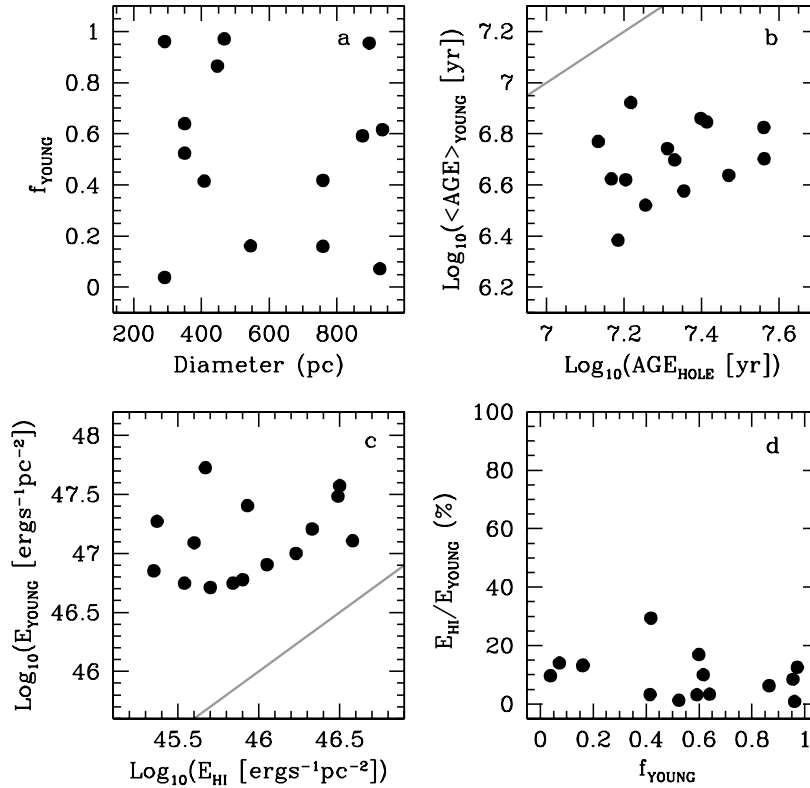 1
0.8
0.6
0.4
0.2
0
f_YOUNG
a
200 400 600 800
Diameter (pc)
7.2
7
6.8
6.6
6.4
6.2
Log₁₀(<AGE>_YOUNG [yr])
b
7 7.2 7.4 7.6
Log₁₀(AGE_HOLE [yr])
48
47.5
47
46.5
46
Log₁₀(E_YOUNG [ergs⁻¹pc⁻²])
c
45.5 46 46.5
Log₁₀(E_HI [ergs⁻¹pc⁻²])
100
80
60
40
20
0
E_HI/E_YOUNG (%)
d
0 0.2 0.4 0.6 0.8 1
f_YOUNG